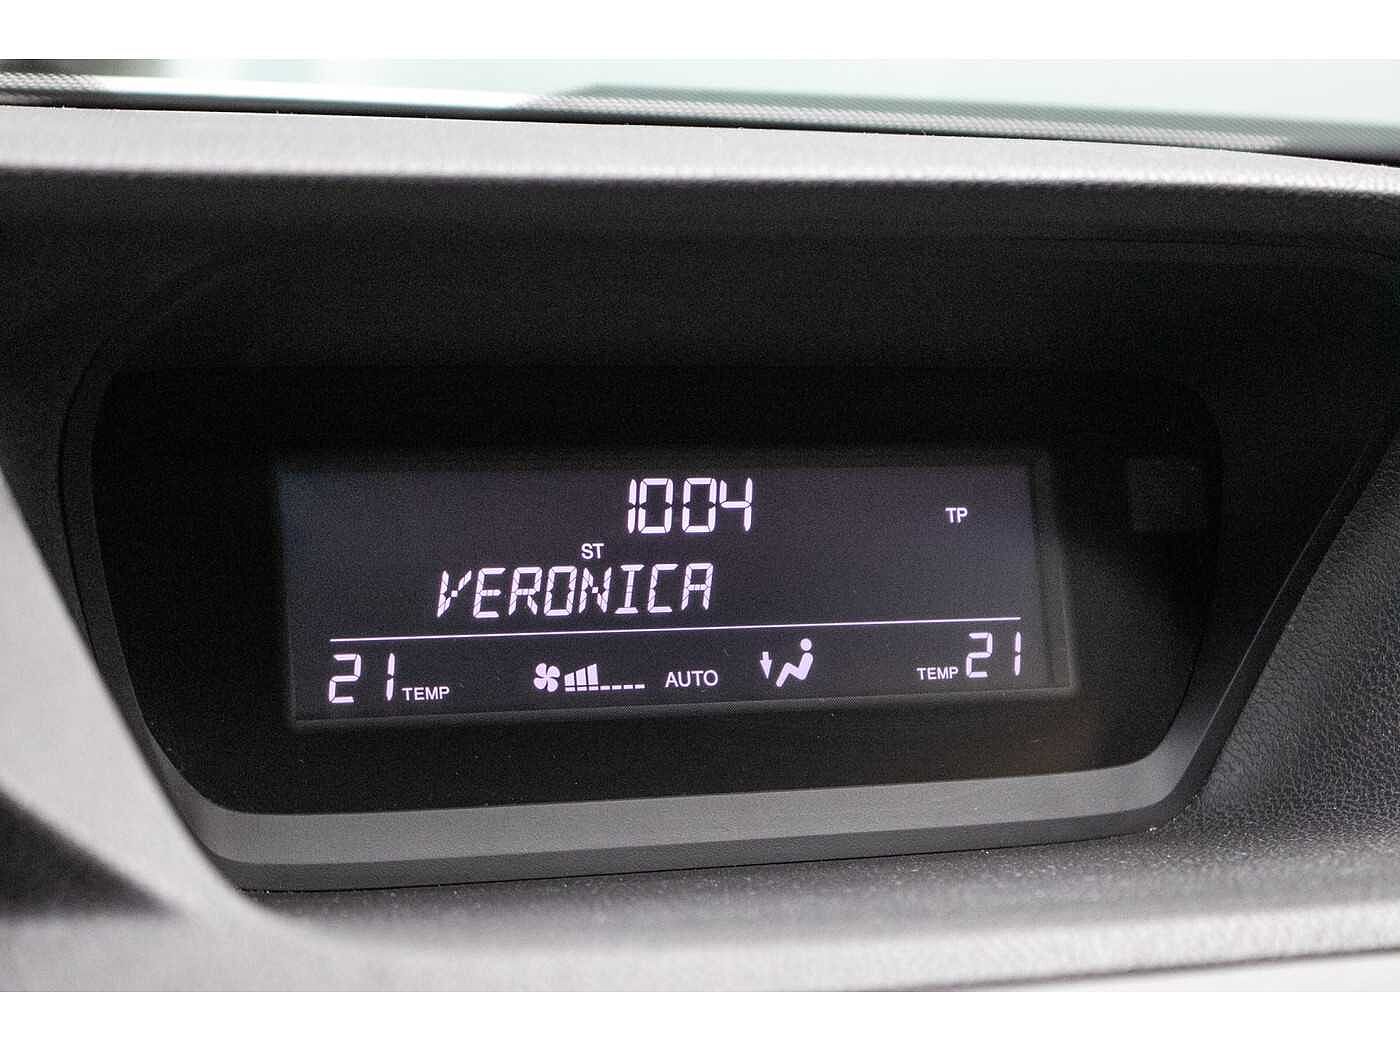 1004
TP
ST
VERONICA
21 TEMP AUTO TEMP 21